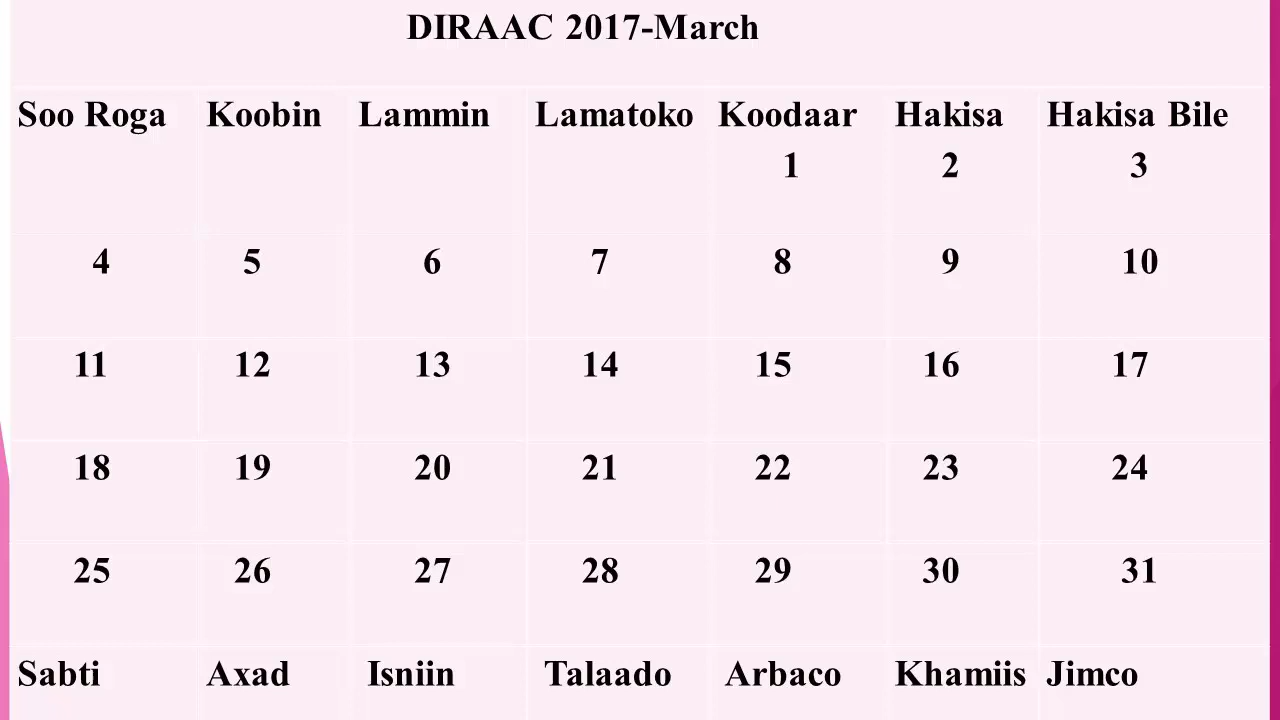 DIRAAC 2017-March
Soo Roga Koobin Lammin Lamatoko Koodaar Hakisa Hakisa Bile
1 2 3
4 5 6 7 8 9 10
11 12 13 14 15 16 17
18 19 20 21 22 23 24
25 26 27 28 29 30 31
Sabti Axad Isniin Talaado Arbaco Khamiis Jimco